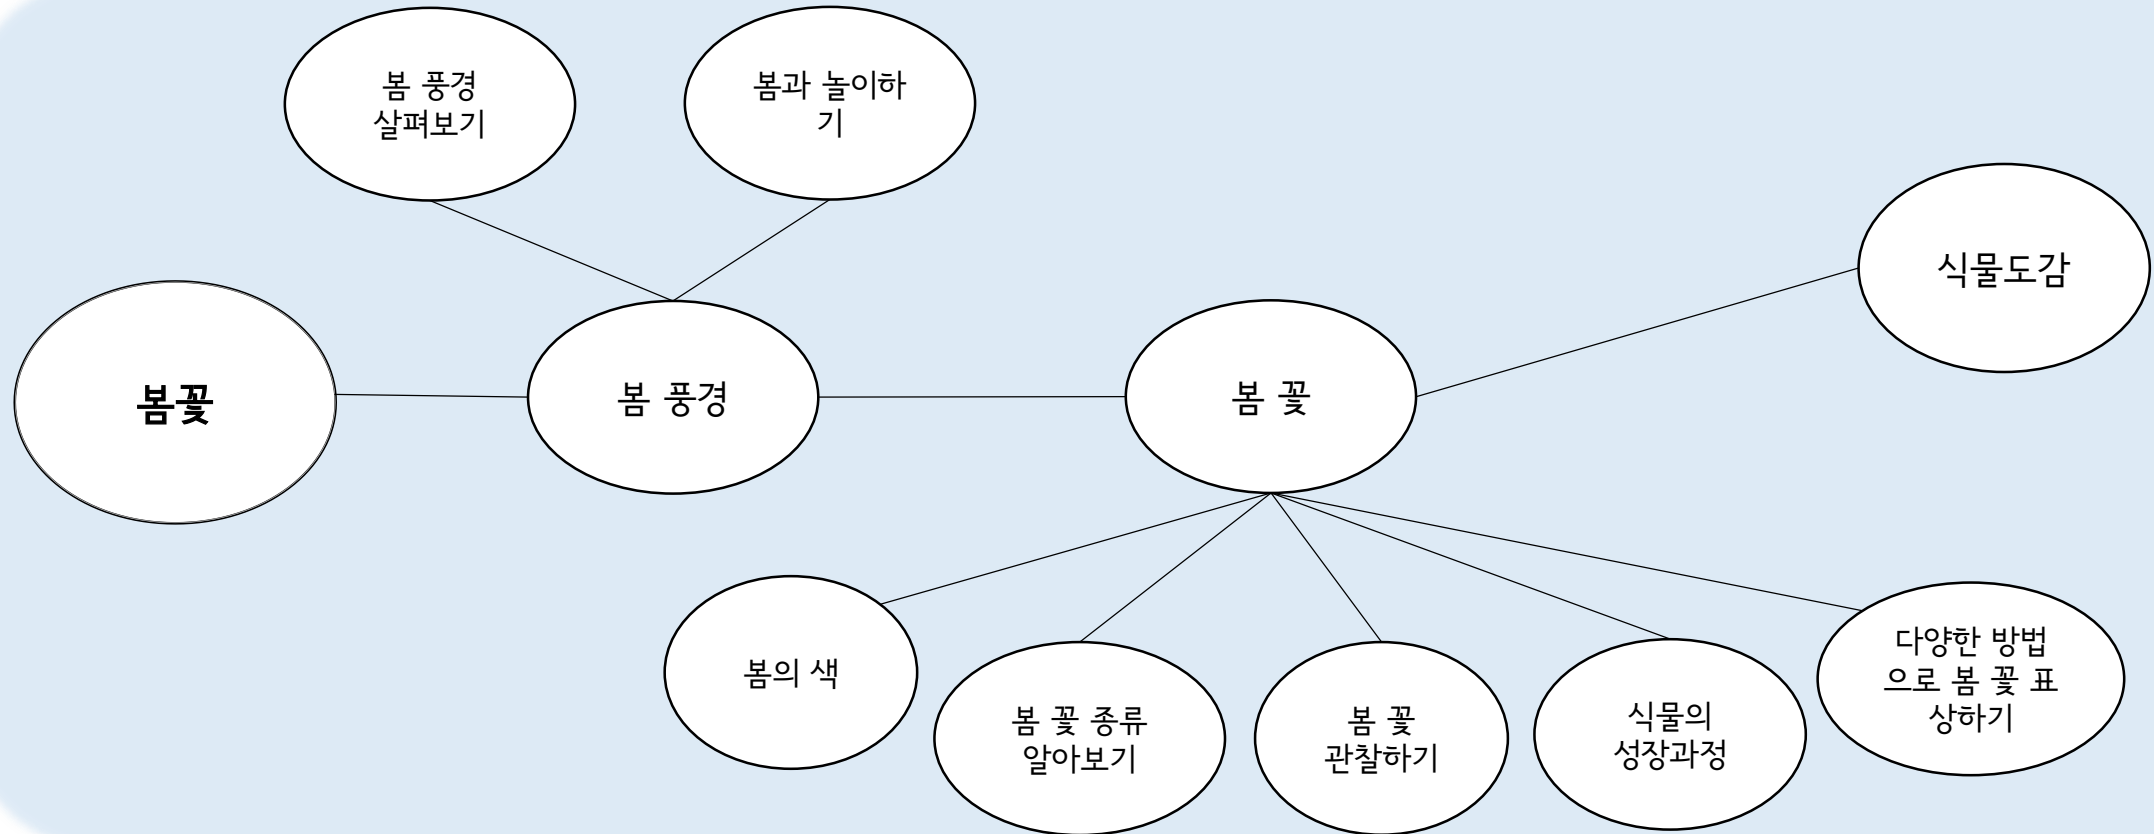 봄 풍경
살펴보기
봄과 놀이하
기
식물도감
봄꽃
봄 풍경
봄 꽃
봄의 색
봄 꽃 종류
알아보기
봄 꽃
관찰하기
식물의
성장과정
다양한 방법
으로 봄 꽃 표
상하기